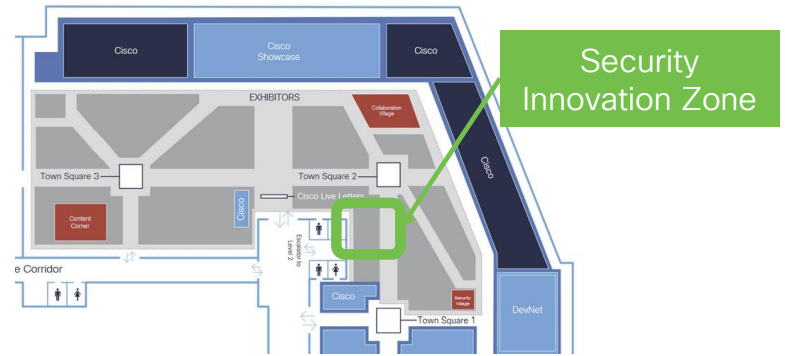 Cisco
Cisco
Showcase
Cisco
Security
Innovation Zone
EXHIBITORS
Collaboration
Village
Cisco
Town Square 3
Town Square 2
Cisco Live Letters
Cisco
Content
Corner
Escalator to
Level 2
e Corridor
Cisco
Security
Village
DevNet
Town Square 1